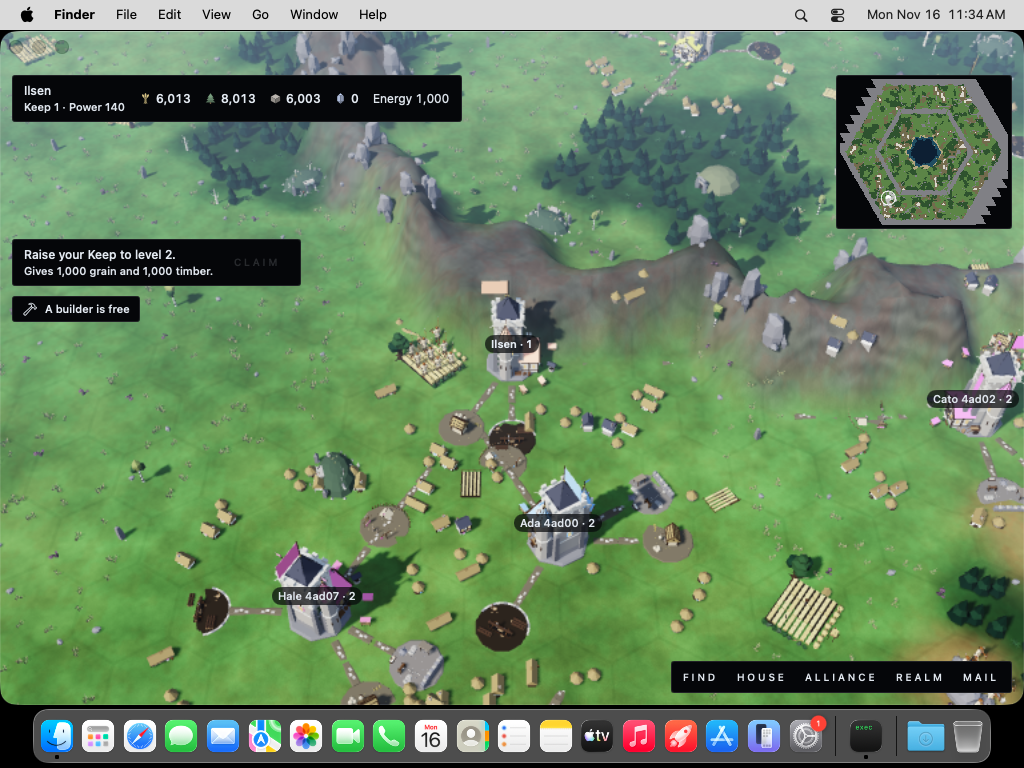 Finder File Edit View Go Window Help Mon Nov 16 11:34 AM
Ilsen
Keep 1 · Power 140
6,013 8,013 6,003 0 Energy 1,000
Raise your Keep to level 2.
Gives 1,000 grain and 1,000 timber.
CLAIM
A builder is free
Ilsen · 1
Cato 4ad02 · 2
Ada 4ad00 · 2
Hale 4ad07 · 2
FIND HOUSE ALLIANCE REALM MAIL
Mon
16
tv
1
exec